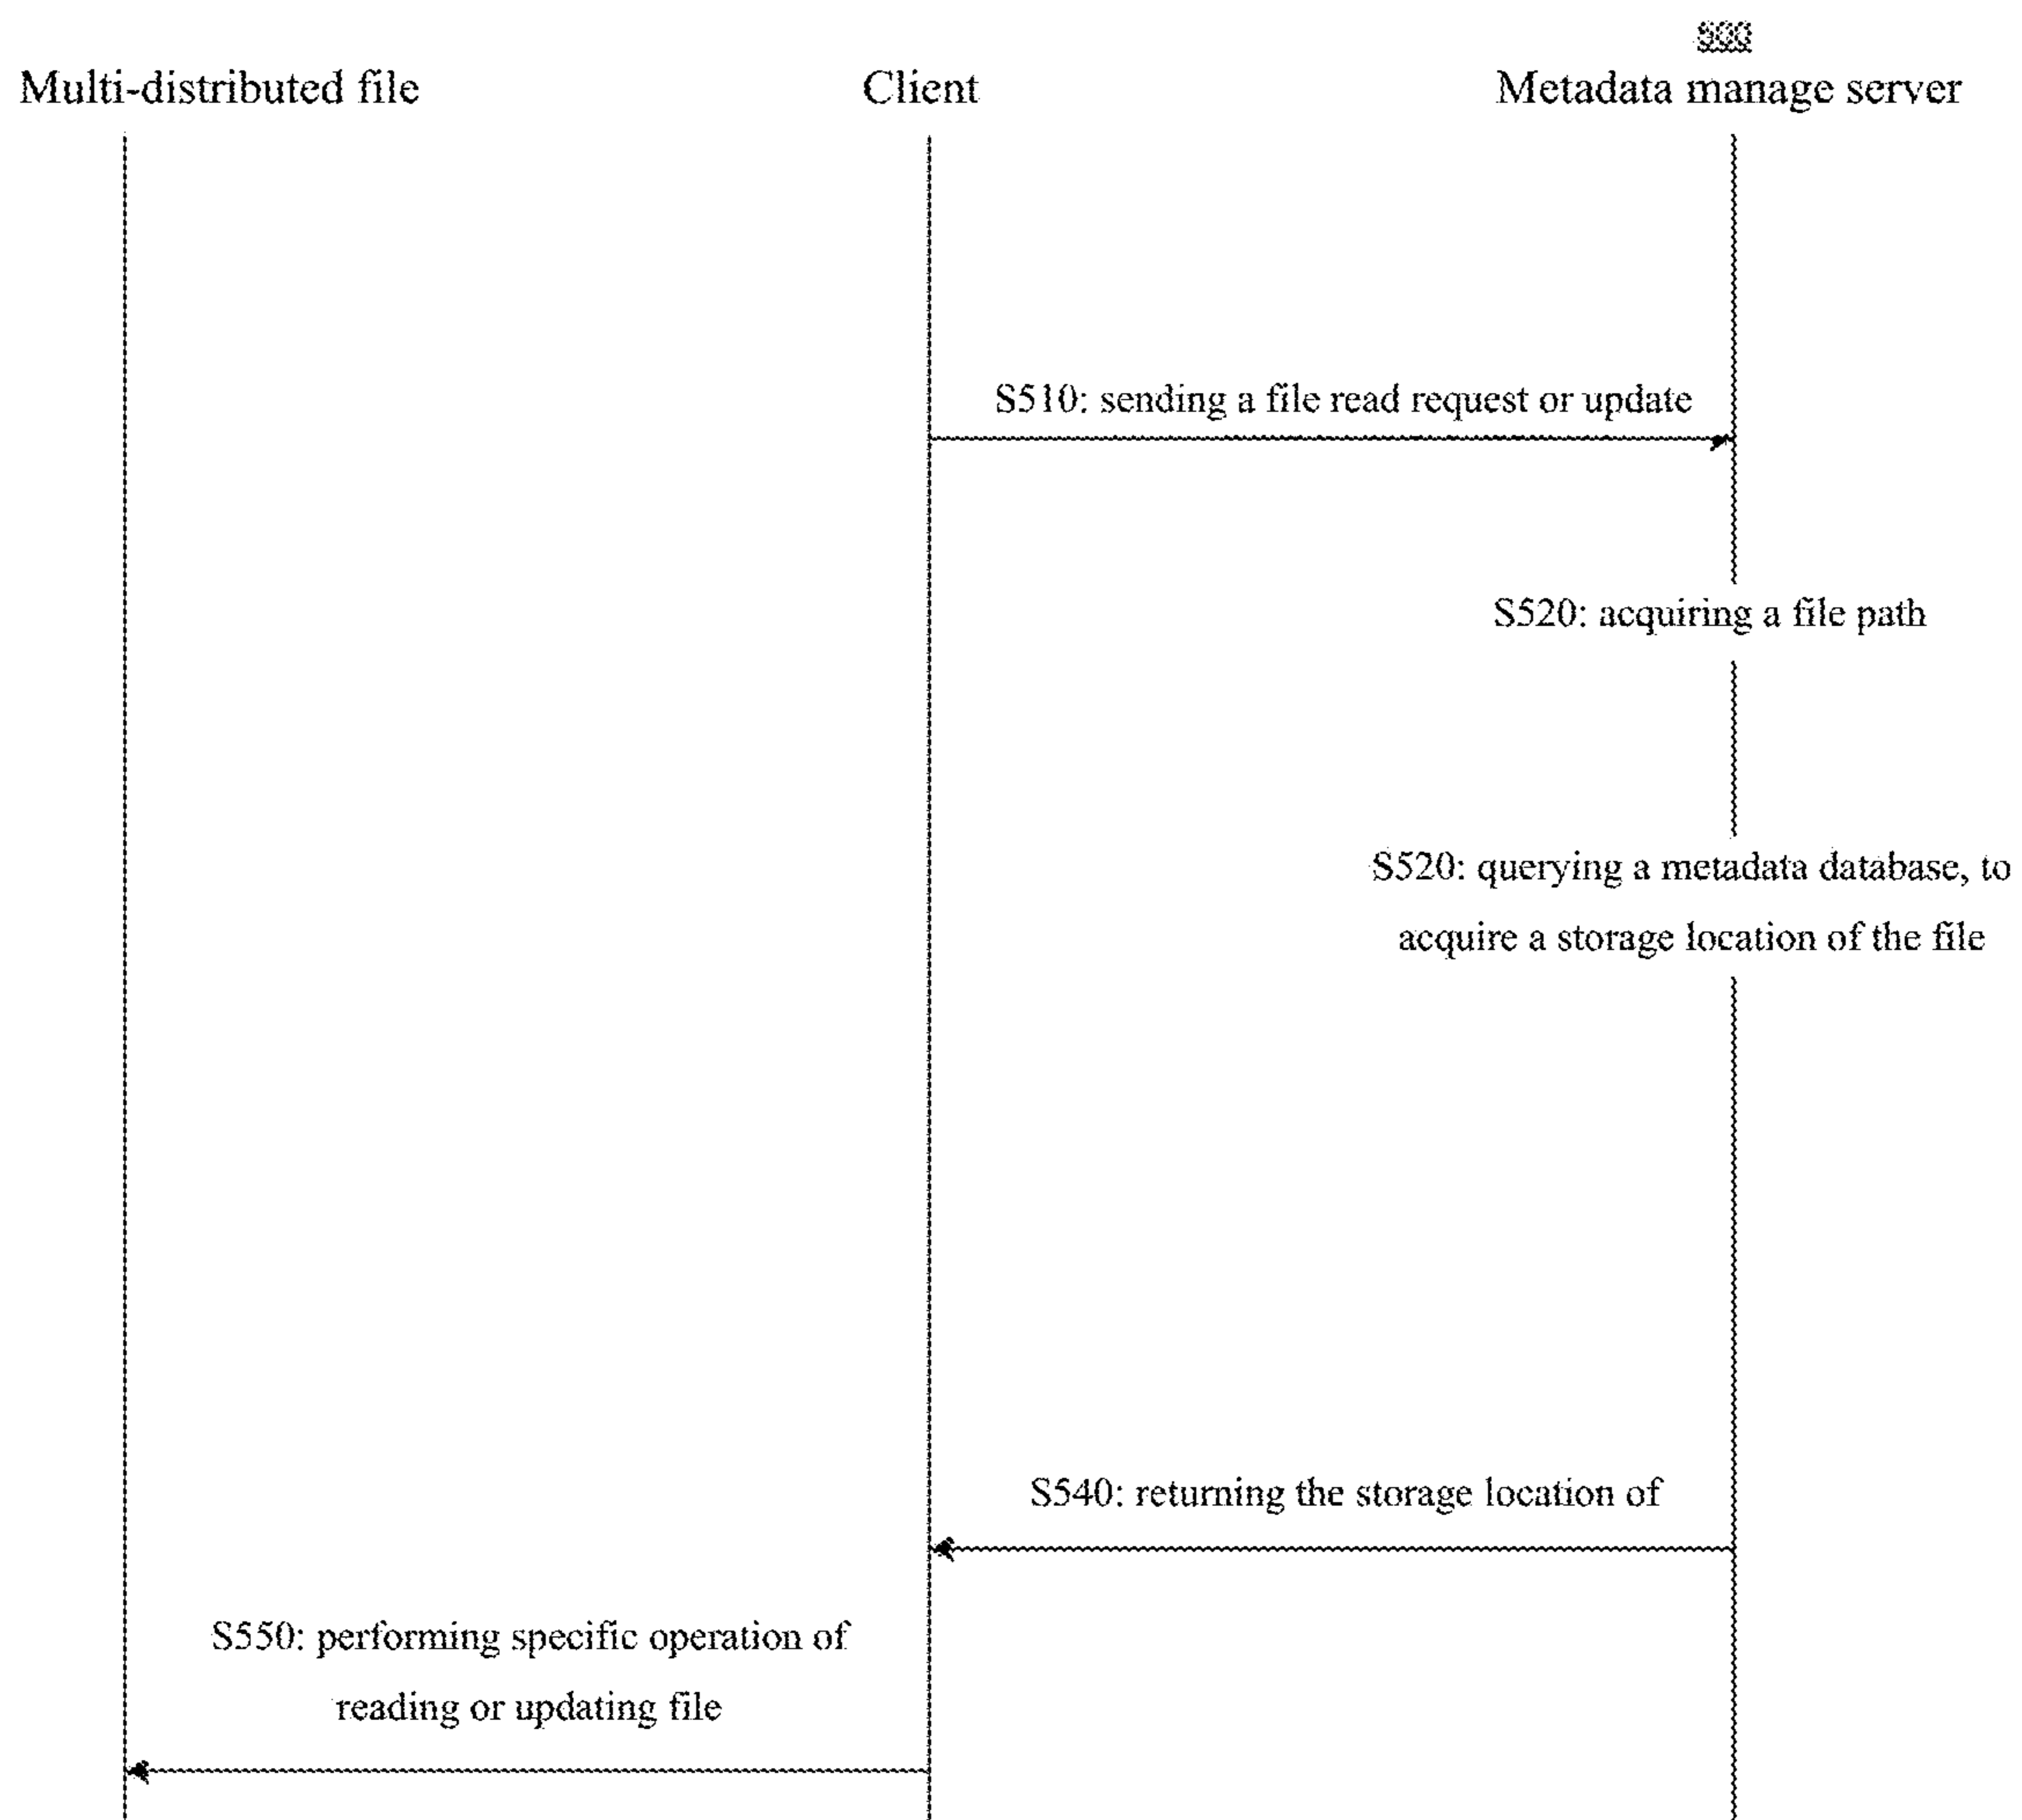 Multi-distributed file
Client
Metadata manage server
S510: sending a file read request or update
S520: acquiring a file path
S520: querying a metadata database, to
acquire a storage location of the file
S540: returning the storage location of
S550: performing specific operation of
reading or updating file